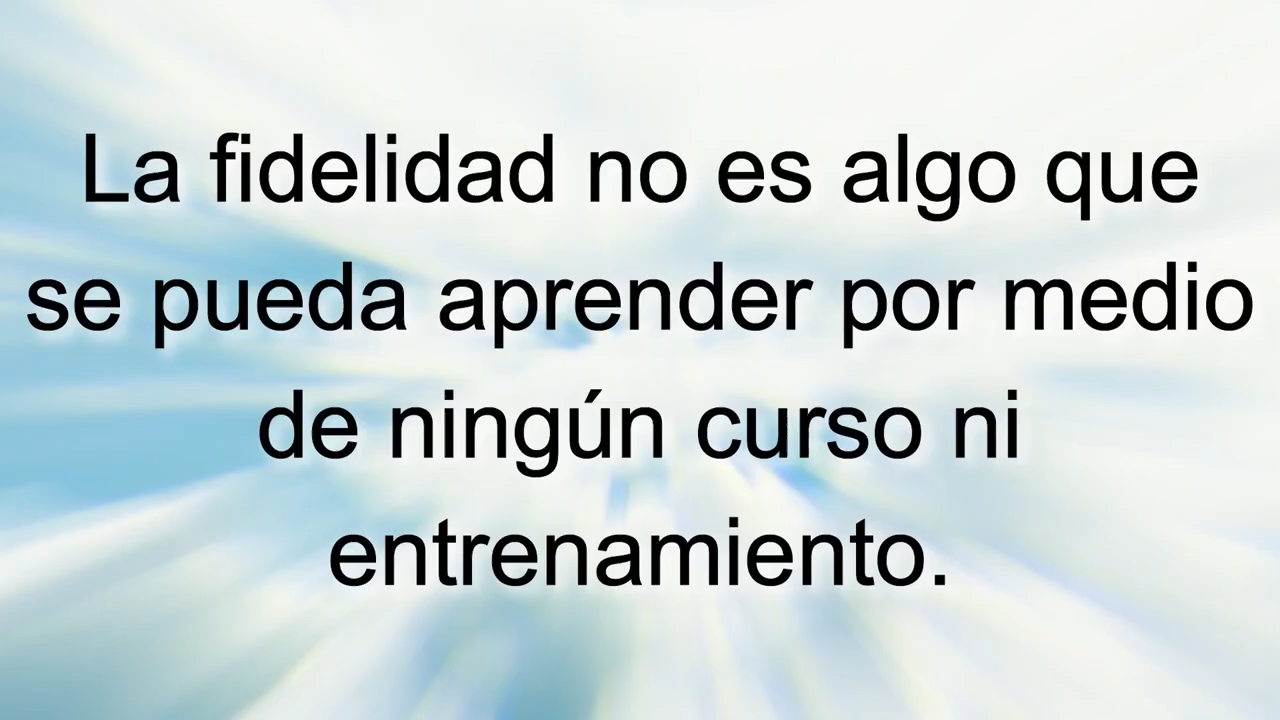 La fidelidad no es algo que
se pueda aprender por medio
de ningún curso ni
entrenamiento.